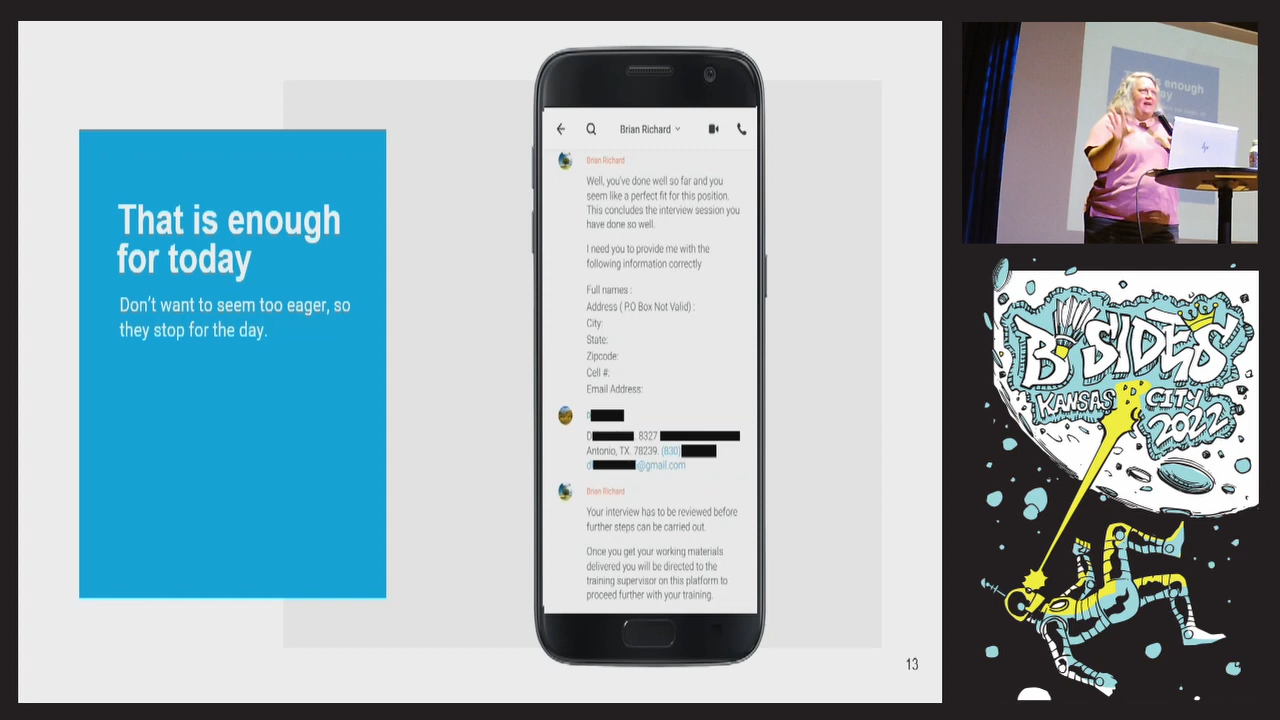 That is enough
for today
Don't want to seem too eager, so
they stop for the day.
Brian Richard
Brian Richard
Well, you've done well so far and you
seem like a perfect fit for this position.
This concludes the interview session you
have done so well.
I need you to provide me with the
following information correctly
Full names :
Address ( P.O Box Not Valid) :
City:
State:
Zipcode:
Cell #:
Email Address:
D 8327
Antonio, TX. 78239. (830)
d @gmail.com
Brian Richard
Your interview has to be reviewed before
further steps can be carried out.
Once you get your working materials
delivered you will be directed to the
training supervisor on this platform to
proceed further with your training.
13
enough
day
BSIDES
KANSAS CITY
2022